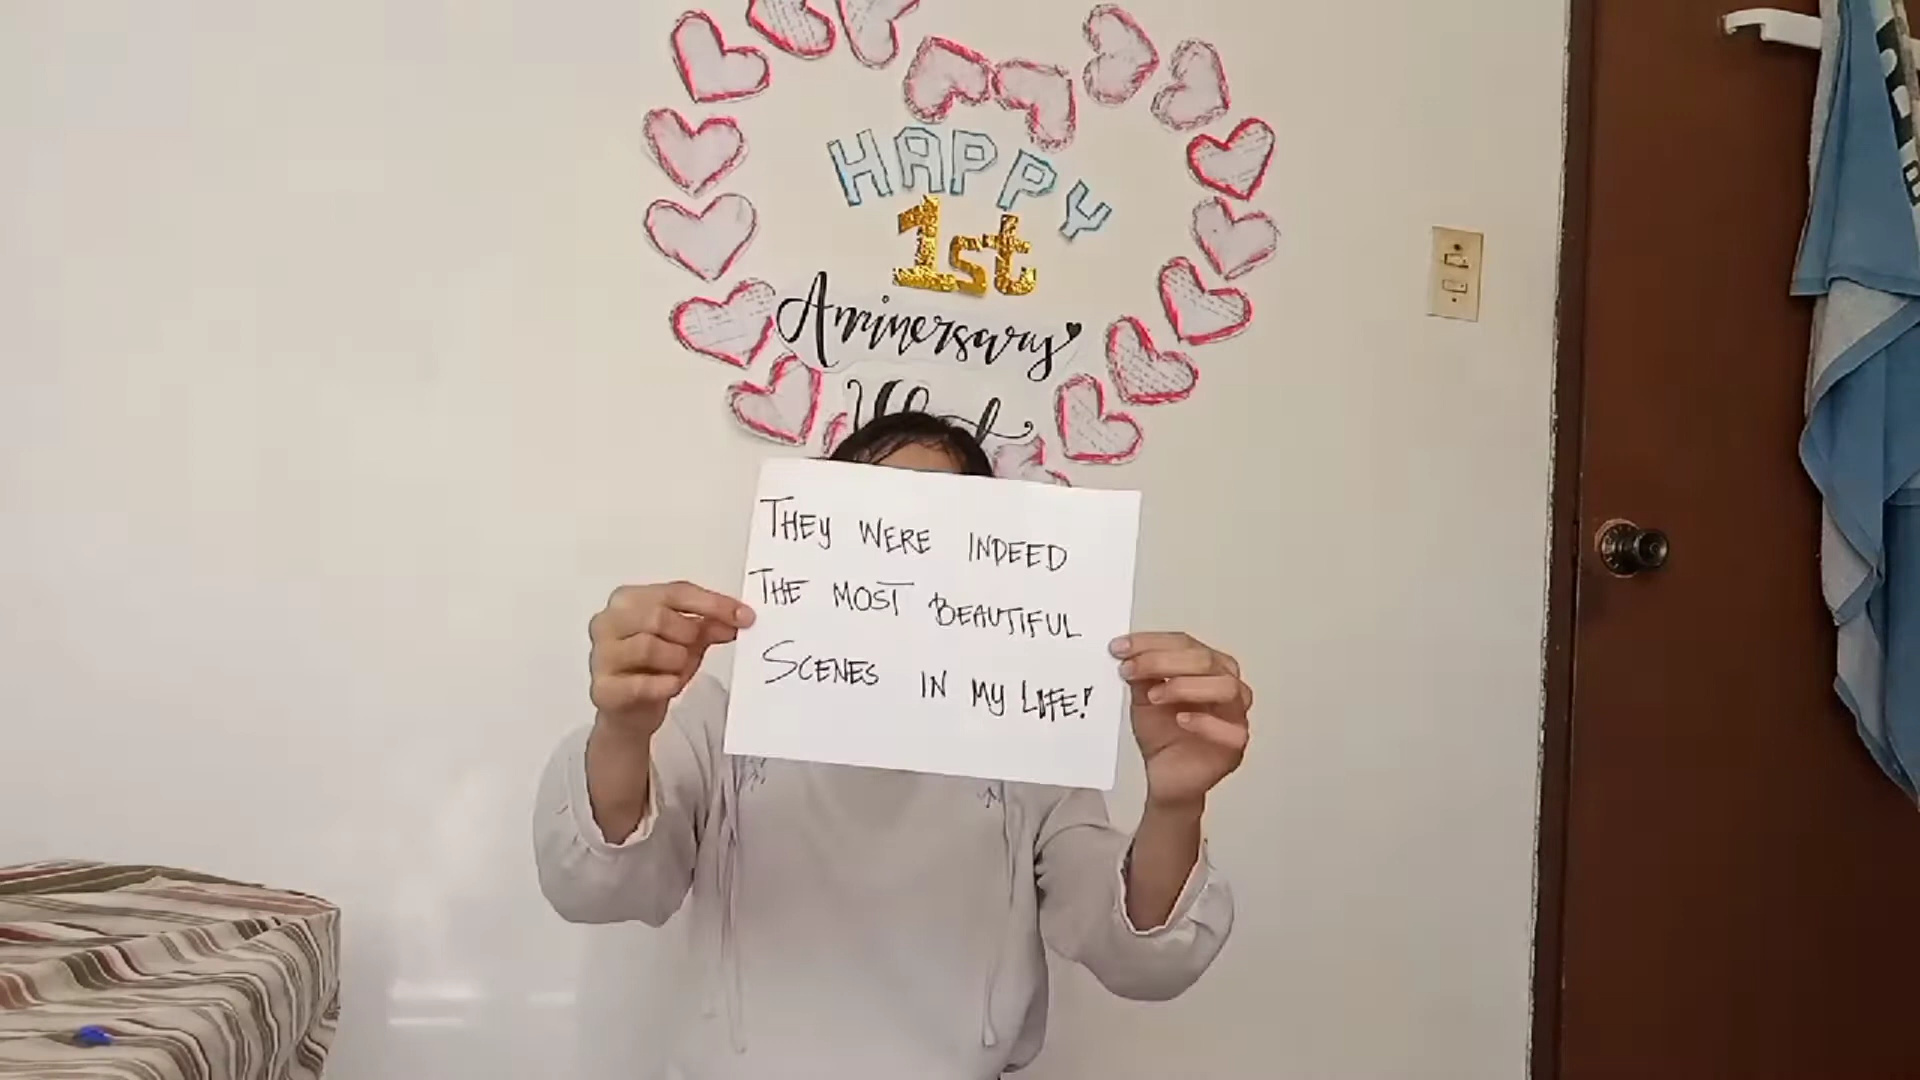 HAPPY
1st
Anniversary
THEY WERE INDEED
THE MOST BEAUTIFUL
SCENES IN MY LIFE!